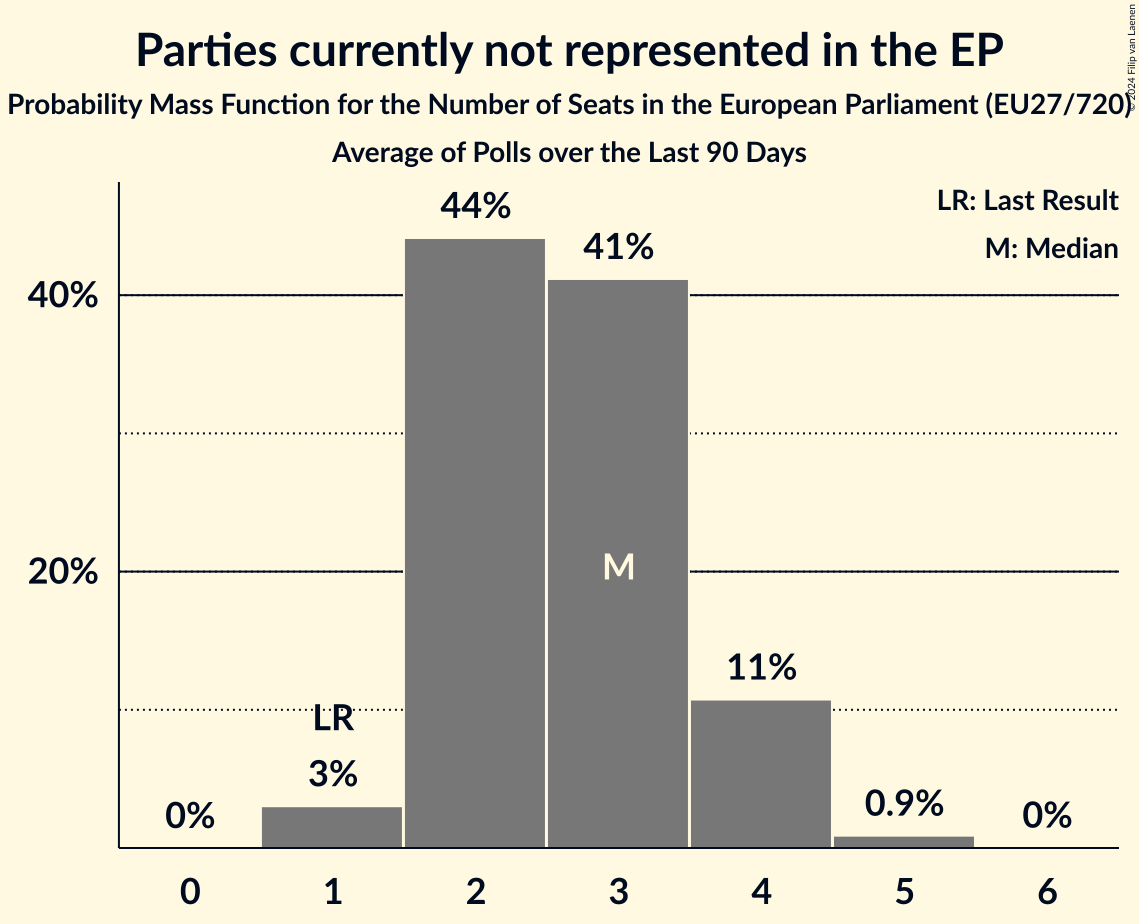 Parties currently not represented in the EP
Probability Mass Function for the Number of Seats in the European Parliament (EU27/720)
Average of Polls over the Last 90 Days
© 2024 Filip van Laenen
LR: Last Result
M: Median
44%
41%
40%
20%
M
11%
LR
3%
0%
0.9%
0%
0 1 2 3 4 5 6